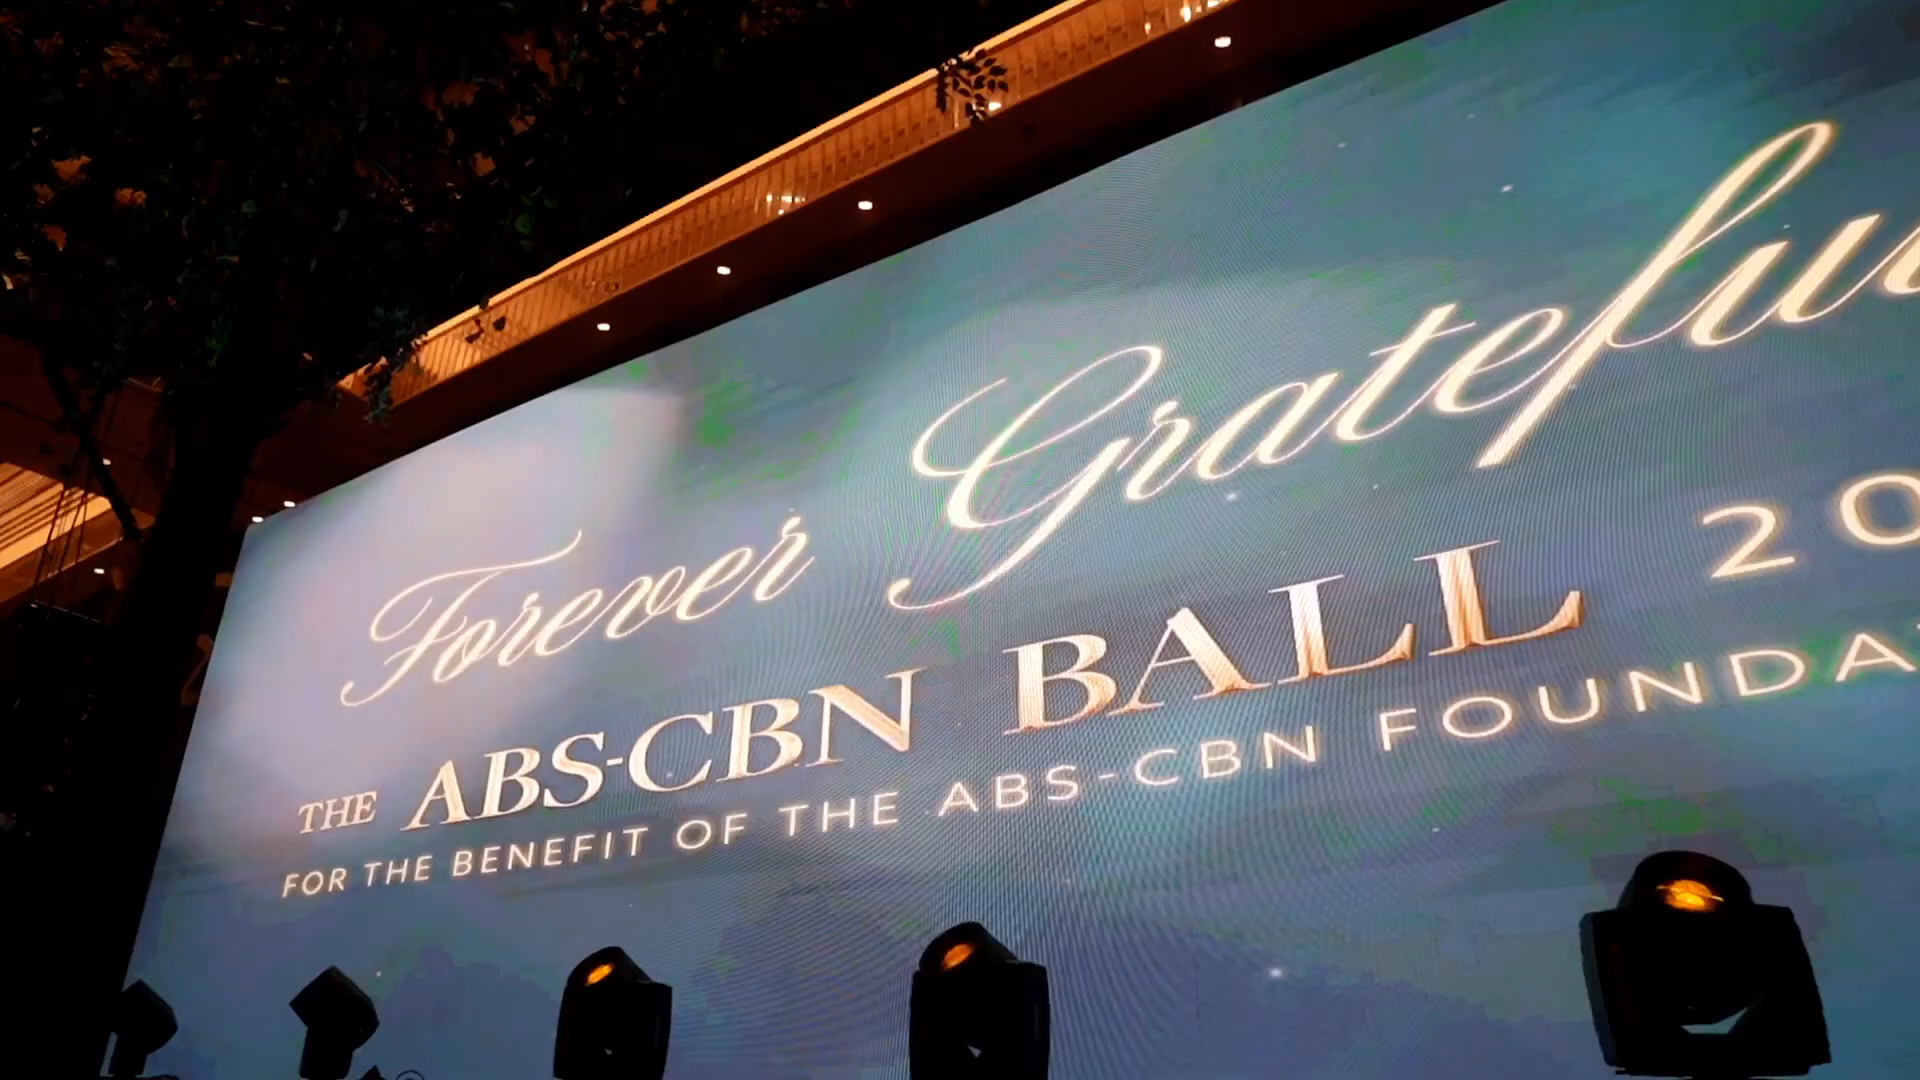 Forever Grateful
THE ABS-CBN BALL 20
FOR THE BENEFIT OF THE ABS-CBN FOUNDA